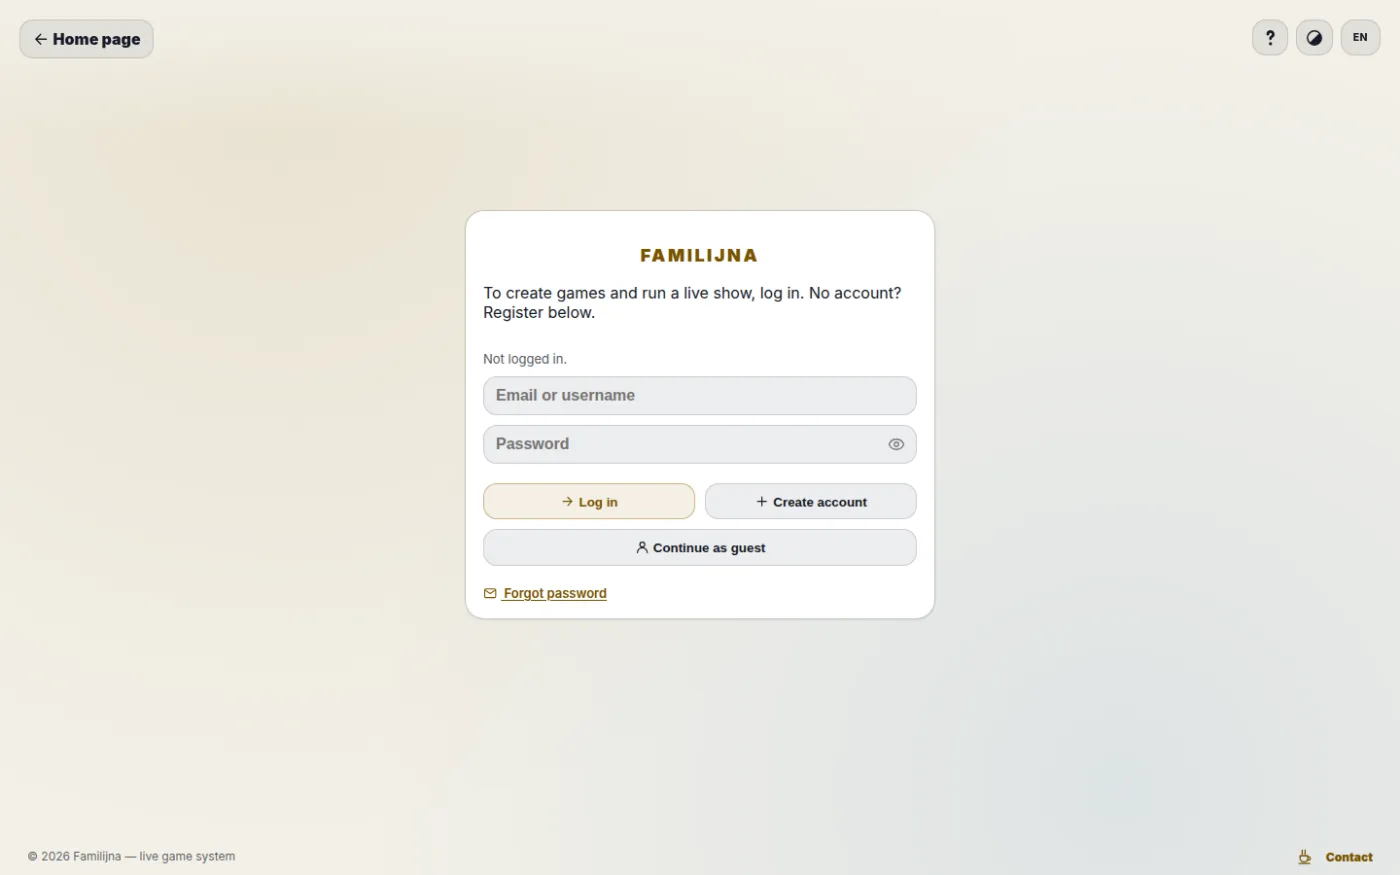 Home page
?
EN
FAMILIJNA
To create games and run a live show, log in. No account?
Register below.
Not logged in.
Email or username
Password
Log in
Create account
Continue as guest
Forgot password
© 2026 Familijna — live game system
Contact